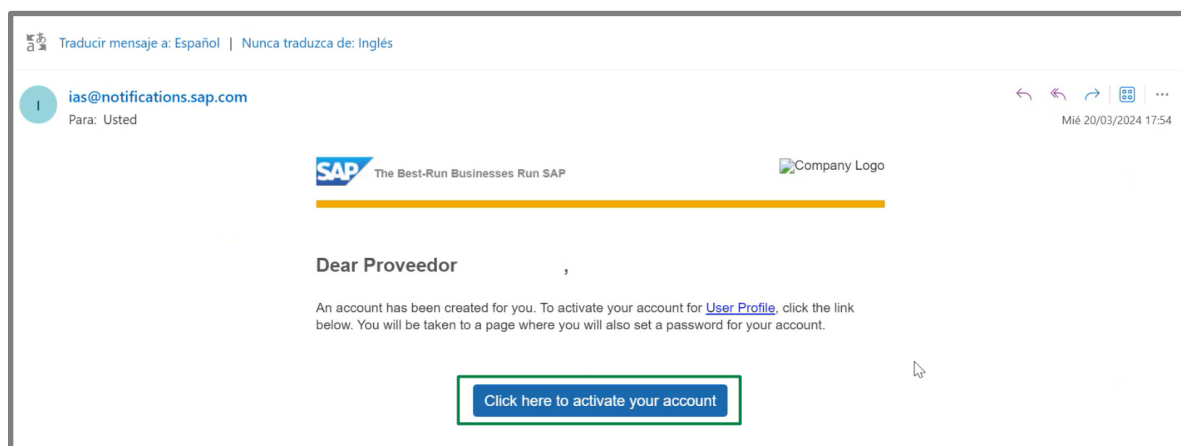 Traducir mensaje a: Español | Nunca traduzca de: Inglés
I
ias@notifications.sap.com
Para: Usted
Mié 20/03/2024 17:54
SAP The Best-Run Businesses Run SAP
Company Logo
Dear Proveedor ,
An account has been created for you. To activate your account for User Profile, click the link
below. You will be taken to a page where you will also set a password for your account.
Click here to activate your account